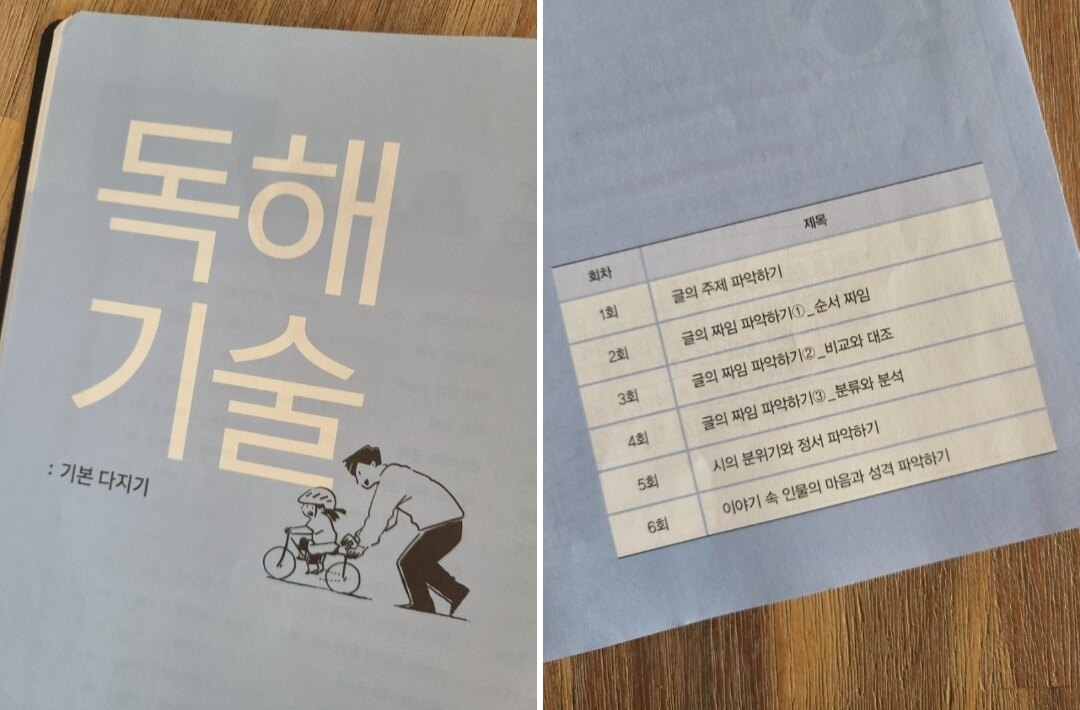 독해
기술
: 기본 다지기
회차 제목
1회 글의 주제 파악하기
2회 글의 짜임 파악하기①_순서 짜임
3회 글의 짜임 파악하기②_비교와 대조
4회 글의 짜임 파악하기③_분류와 분석
5회 시의 분위기와 정서 파악하기
6회 이야기 속 인물의 마음과 성격 파악하기